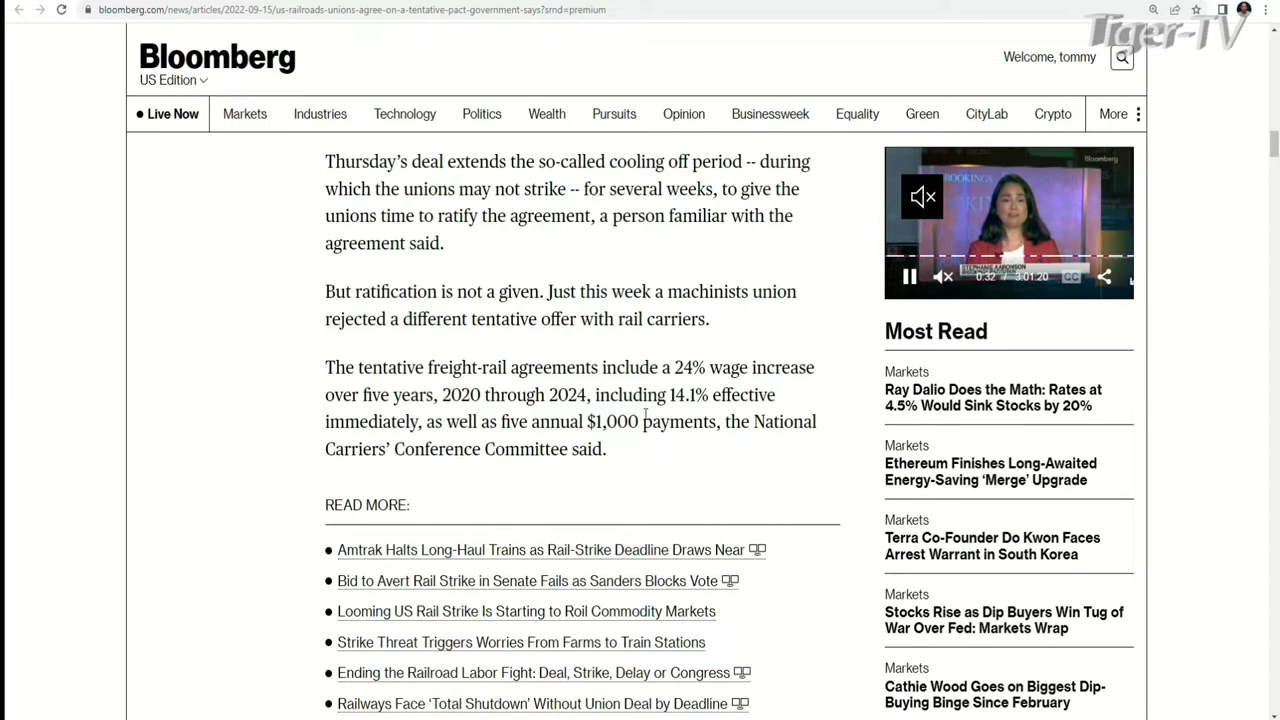 bloomberg.com/news/articles/2022-09-15/us-railroads-unions-agree-on-a-tentative-pact-government-says?srnd=premium
Tiger-TV
Bloomberg
US Edition
Welcome, tommy
Live Now
Markets
Industries
Technology
Politics
Wealth
Pursuits
Opinion
Businessweek
Equality
Green
CityLab
Crypto
More
Thursday's deal extends the so-called cooling off period -- during
which the unions may not strike -- for several weeks, to give the
unions time to ratify the agreement, a person familiar with the
agreement said.
But ratification is not a given. Just this week a machinists union
rejected a different tentative offer with rail carriers.
The tentative freight-rail agreements include a 24% wage increase
over five years, 2020 through 2024, including 14.1% effective
immediately, as well as five annual $1,000 payments, the National
Carriers' Conference Committee said.
READ MORE:
Amtrak Halts Long-Haul Trains as Rail-Strike Deadline Draws Near
Bid to Avert Rail Strike in Senate Fails as Sanders Blocks Vote
Looming US Rail Strike Is Starting to Roil Commodity Markets
Strike Threat Triggers Worries From Farms to Train Stations
Ending the Railroad Labor Fight: Deal, Strike, Delay or Congress
Railways Face 'Total Shutdown' Without Union Deal by Deadline
Bloomberg
BOOKINGS
STEPHANIE AARONSON
0:32 / 3:01:20
CC
Most Read
Markets
Ray Dalio Does the Math: Rates at
4.5% Would Sink Stocks by 20%
Markets
Ethereum Finishes Long-Awaited
Energy-Saving 'Merge' Upgrade
Markets
Terra Co-Founder Do Kwon Faces
Arrest Warrant in South Korea
Markets
Stocks Rise as Dip Buyers Win Tug of
War Over Fed: Markets Wrap
Markets
Cathie Wood Goes on Biggest Dip-
Buying Binge Since February